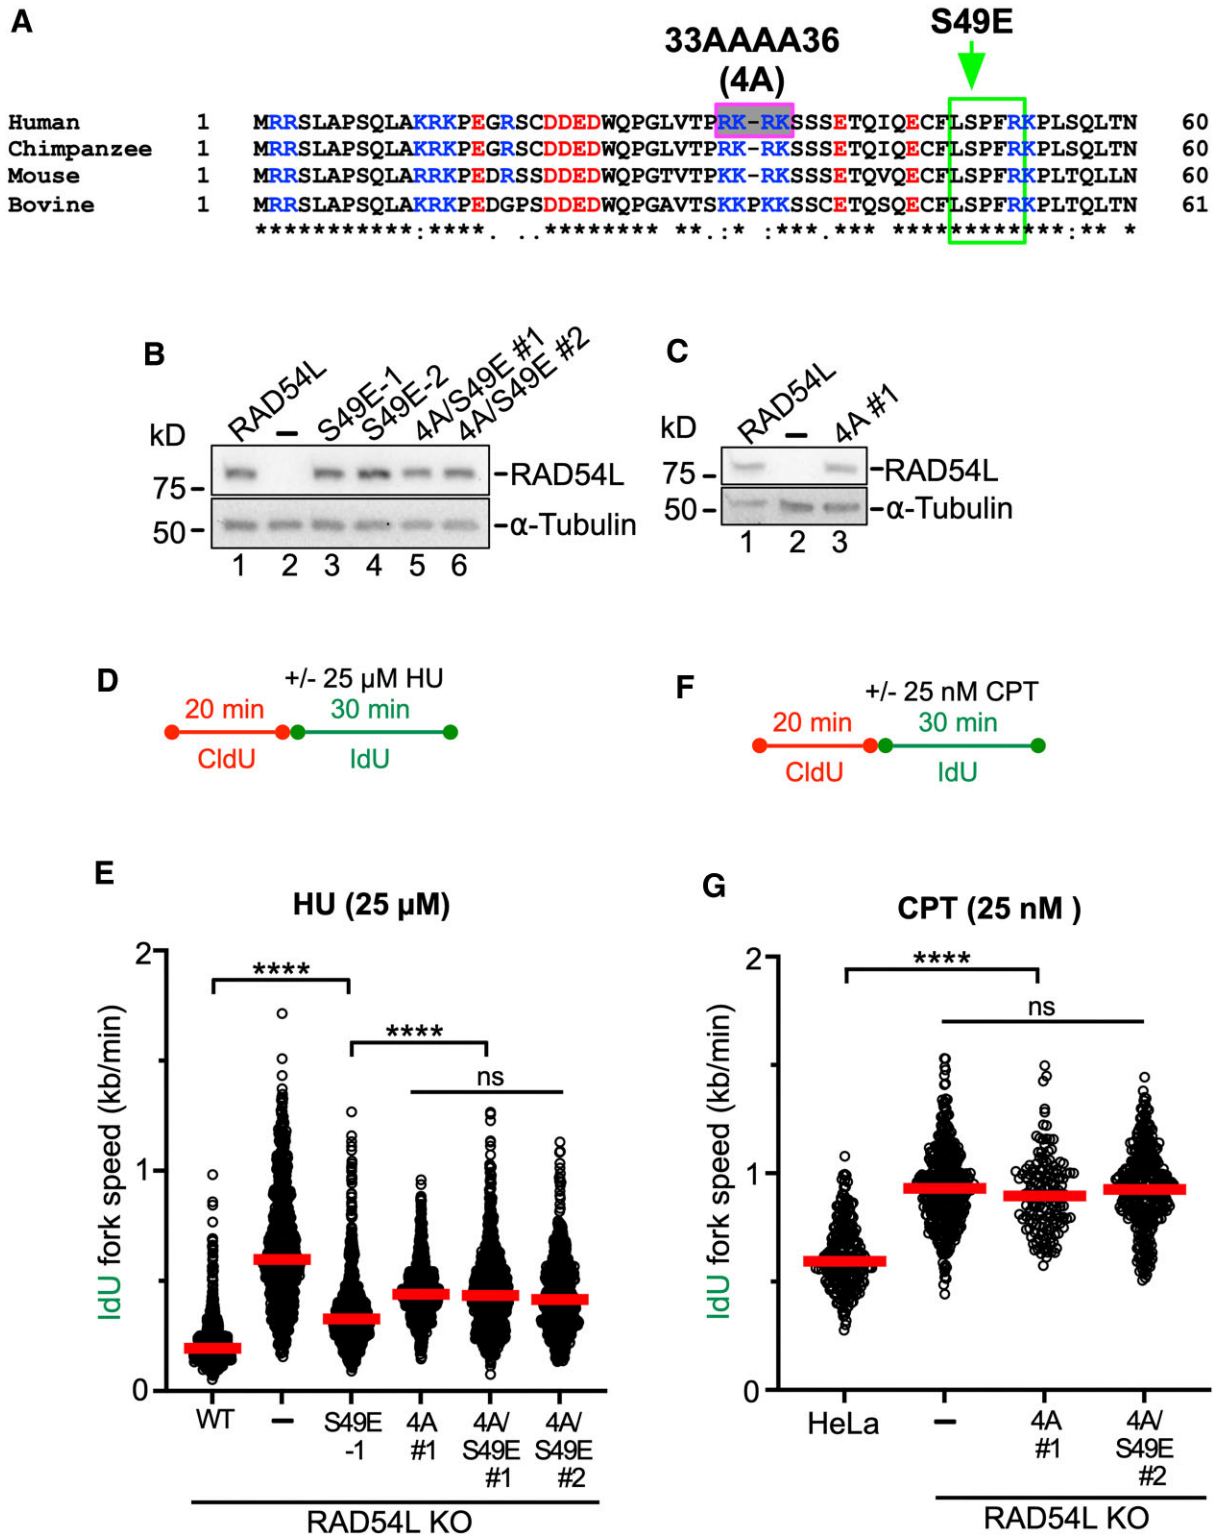 A
33AAAA36
(4A)
S49E
Human 1 MRRSLAPSQLAKRKPEGRSCDDEDWQPGLVTPRK-RKSSSETQIQECFLSPFRKPLSQLTN 60
Chimpanzee 1 MRRSLAPSQLAKRKPEGRSCDDEDWQPGLVTPRK-RKSSSETQIQECFLSPFRKPLSQLTN 60
Mouse 1 MRRSLAPSQLARRKPEDRSSDDEDWQPGTVTPKK-RKSSSETQVQECFLSPFRKPLTQLLN 60
Bovine 1 MRRSLAPSQLAKRKPEDGPSDDEDWQPGAVTSKKPKKSSCETQSQECFLSPFRKPLTQLTN 61
***********:****. ..******** **.:* :***.*** ************:** *
B
RAD54L – S49E-1 S49E-2 4A/S49E #1 4A/S49E #2
kD
75 –
–RAD54L
50 –
–α-Tubulin
1 2 3 4 5 6
C
RAD54L – 4A #1
kD
75 –
–RAD54L
50 –
–α-Tubulin
1 2 3
D
+/- 25 µM HU
20 min 30 min
CldU IdU
F
+/- 25 nM CPT
20 min 30 min
CldU IdU
E
HU (25 µM)
IdU fork speed (kb/min)
2
1
0
****
****
ns
WT – S49E -1 4A #1 4A/ S49E #1 4A/ S49E #2
RAD54L KO
G
CPT (25 nM )
IdU fork speed (kb/min)
2
1
0
****
ns
HeLa – 4A #1 4A/ S49E #2
RAD54L KO